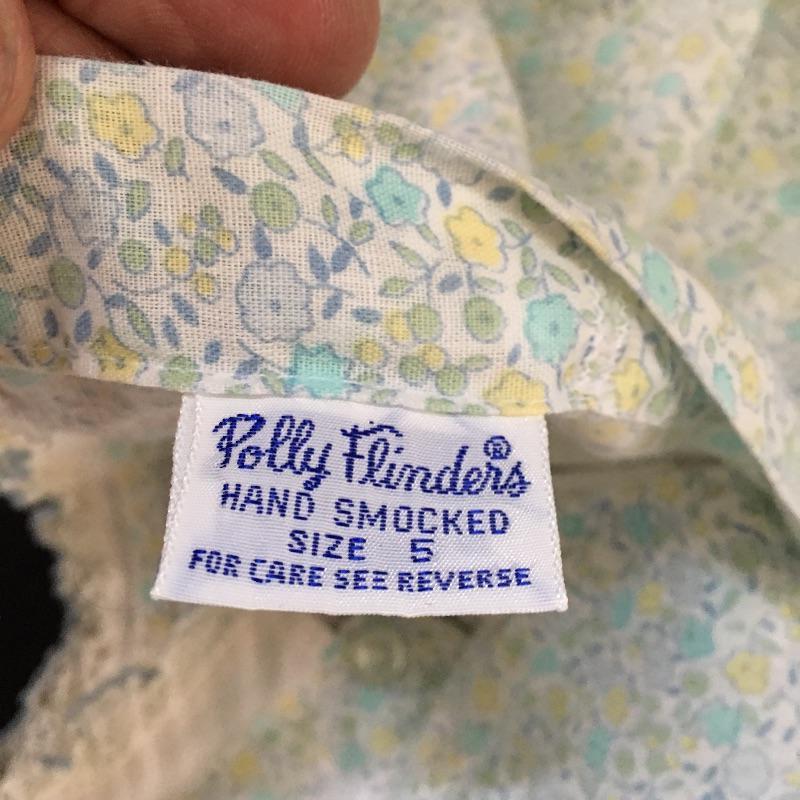 Polly Flinders®
HAND SMOCKED
SIZE 5
FOR CARE SEE REVERSE